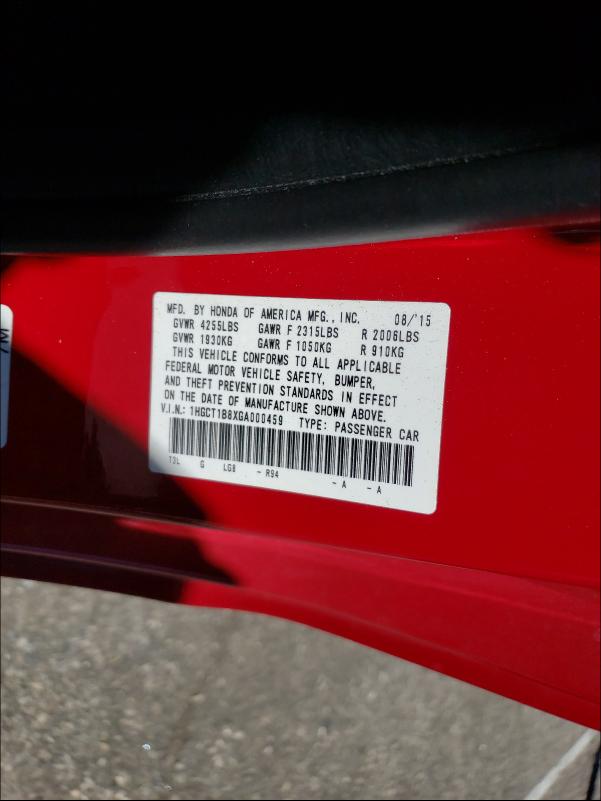 MFD. BY HONDA OF AMERICA MFG., INC. 08/'15
GVWR 4255LBS GAWR F 2315LBS R 2006LBS
GVWR 1930KG GAWR F 1050KG R 910KG
THIS VEHICLE CONFORMS TO ALL APPLICABLE
FEDERAL MOTOR VEHICLE SAFETY, BUMPER,
AND THEFT PREVENTION STANDARDS IN EFFECT
ON THE DATE OF MANUFACTURE SHOWN ABOVE.
V.I.N.: 1HGCT1B8XGA000459 TYPE: PASSENGER CAR
T3L G LG8 - R94 - A - A